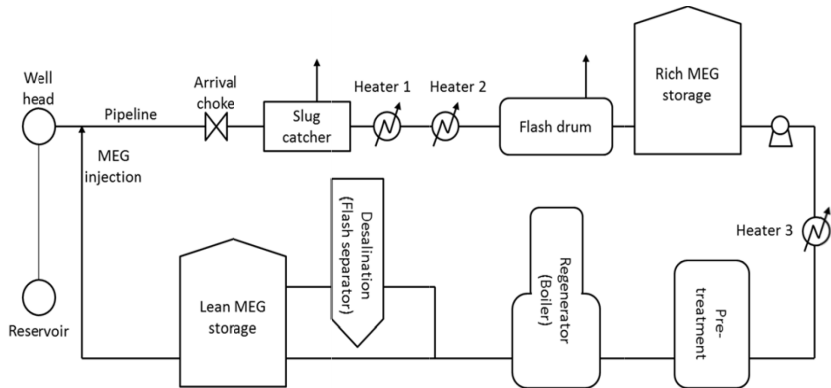 Well
head
Pipeline
Arrival
choke
Slug
catcher
Heater 1
Heater 2
Flash drum
Rich MEG
storage
MEG
injection
Heater 3
Reservoir
Lean MEG
storage
Desalination
(Flash separator)
Regenerator
(Boiler)
Pre-
treatment